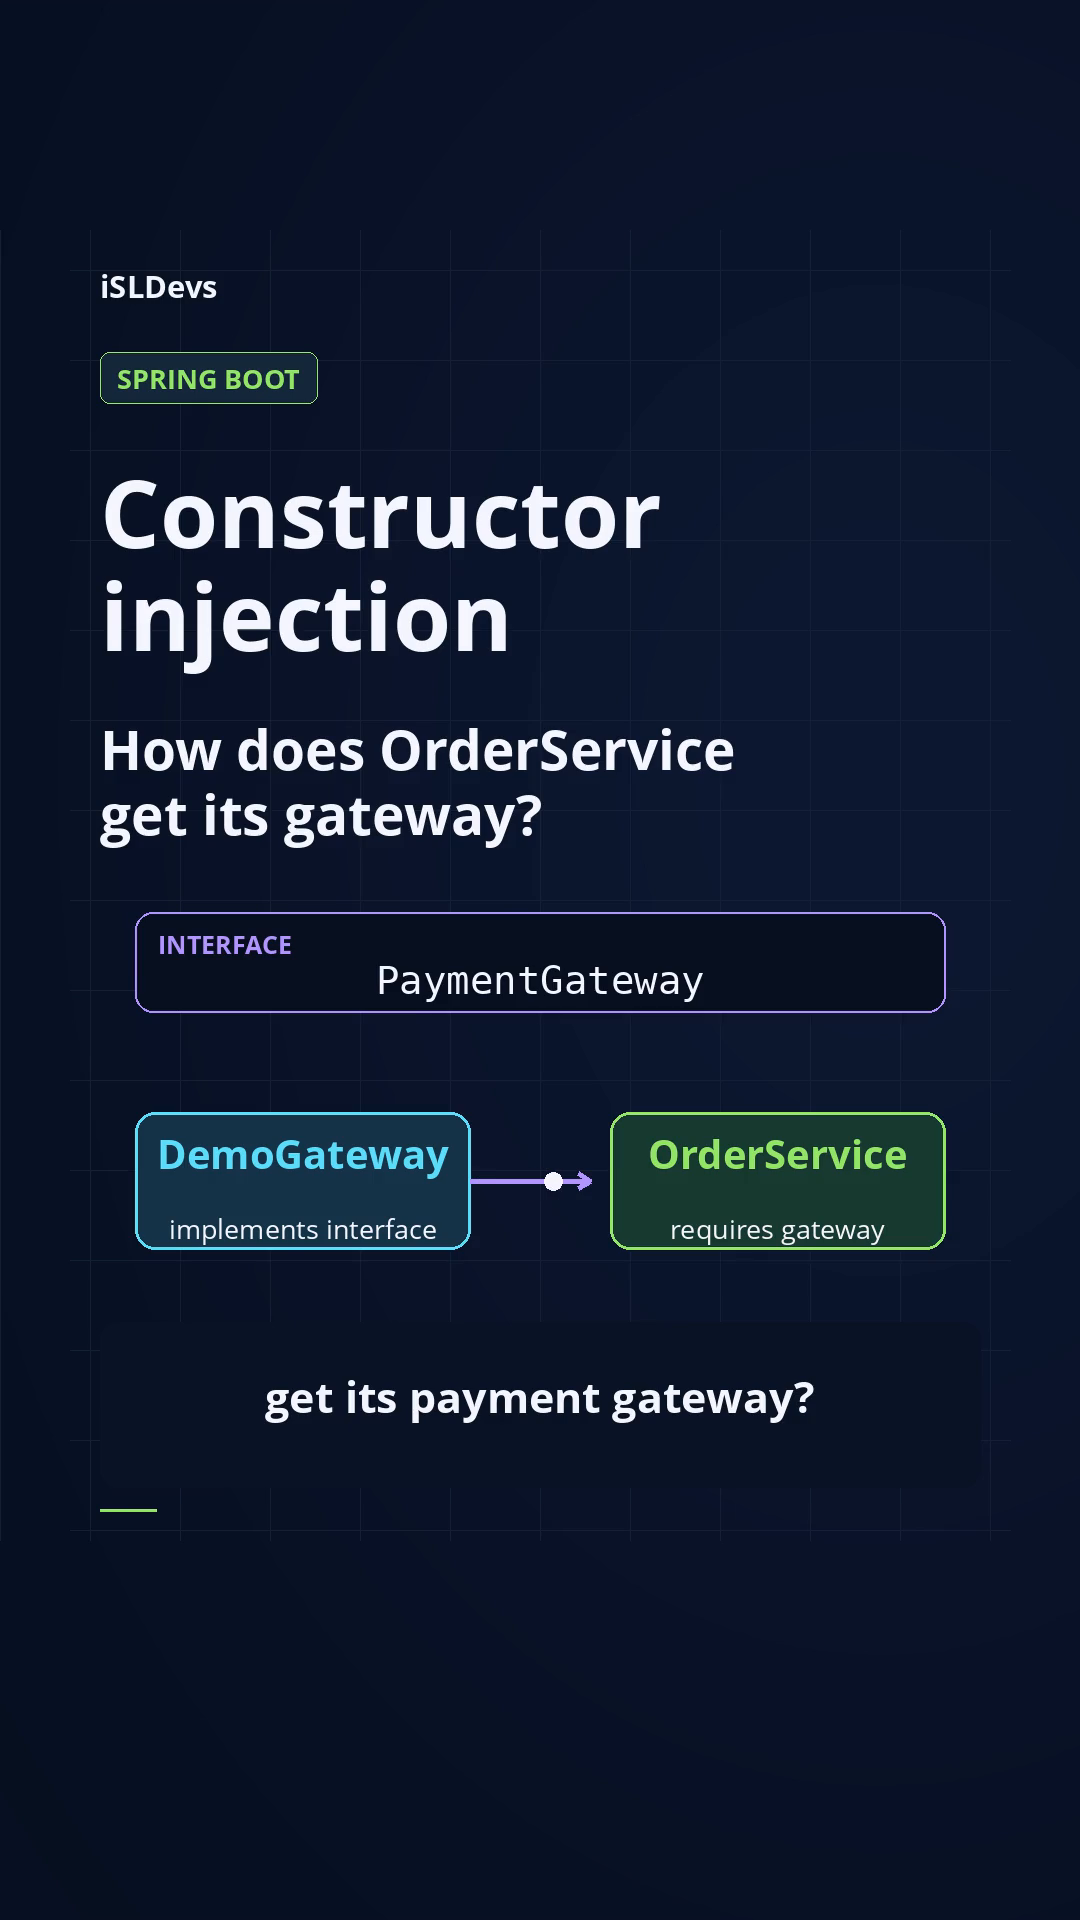 iSLDevs
SPRING BOOT
Constructor
injection
How does OrderService
get its gateway?
INTERFACE
PaymentGateway
DemoGateway
implements interface
OrderService
requires gateway
get its payment gateway?